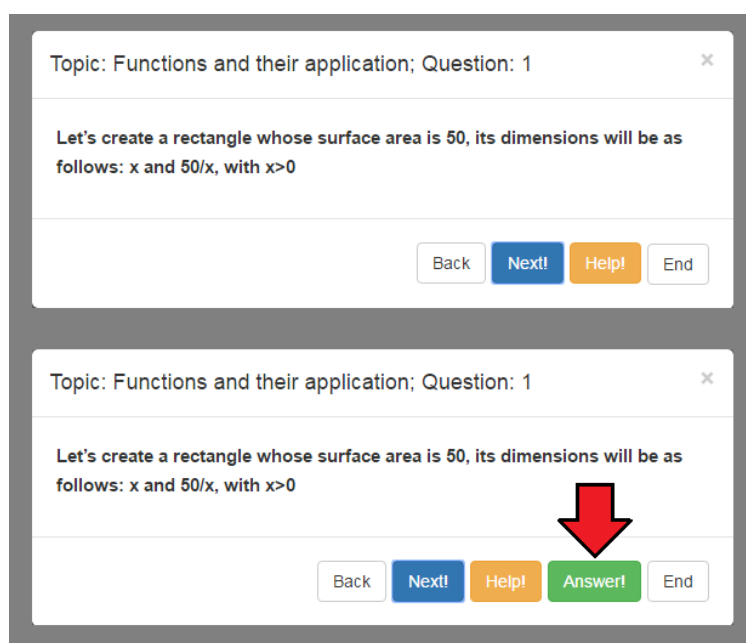 Topic: Functions and their application; Question: 1 ×
Let's create a rectangle whose surface area is 50, its dimensions will be as
follows: x and 50/x, with x>0
Back Next! Help! End
Topic: Functions and their application; Question: 1 ×
Let's create a rectangle whose surface area is 50, its dimensions will be as
follows: x and 50/x, with x>0
Back Next! Help! Answer! End